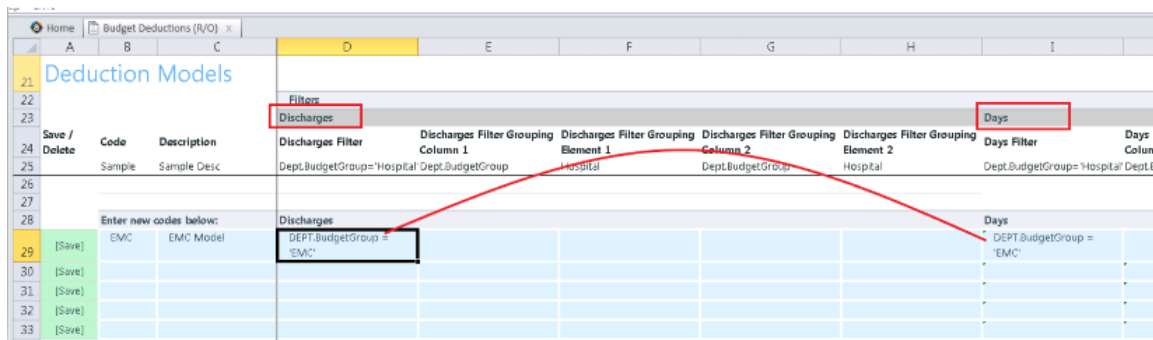 Home Budget Deductions (R/O) x
A B C D E F G H I
21 Deduction Models
22 Filters
23 Discharges Days
24 Save / Delete Code Description Discharges Filter Discharges Filter Grouping Column 1 Discharges Filter Grouping Element 1 Discharges Filter Grouping Column 2 Discharges Filter Grouping Element 2 Days Filter Days
25 Sample Sample Desc Dept.BudgetGroup='Hospital' Dept.BudgetGroup Hospital Dept.BudgetGroup Hospital Dept.BudgetGroup='Hospital'
26
27
28 Enter new codes below: Discharges Days
29 [Save] EMC EMC Model DEPT.BudgetGroup = 'EMC' DEPT.BudgetGroup = 'EMC'
30 [Save]
31 [Save]
32 [Save]
33 [Save]